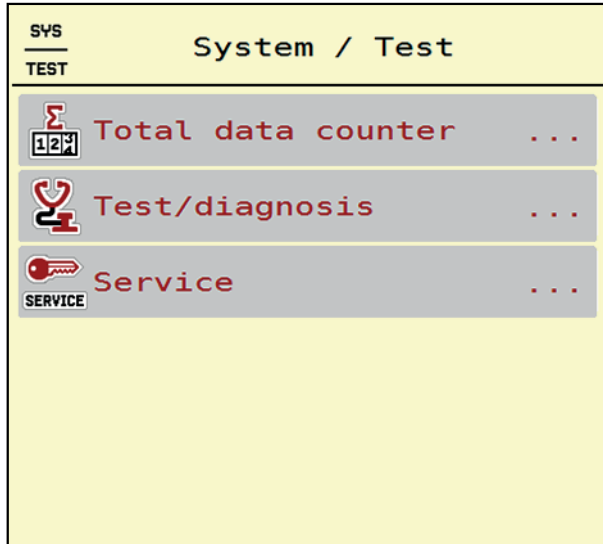 SYS
TEST
System / Test
Total data counter ...
Test/diagnosis ...
SERVICE
Service ...